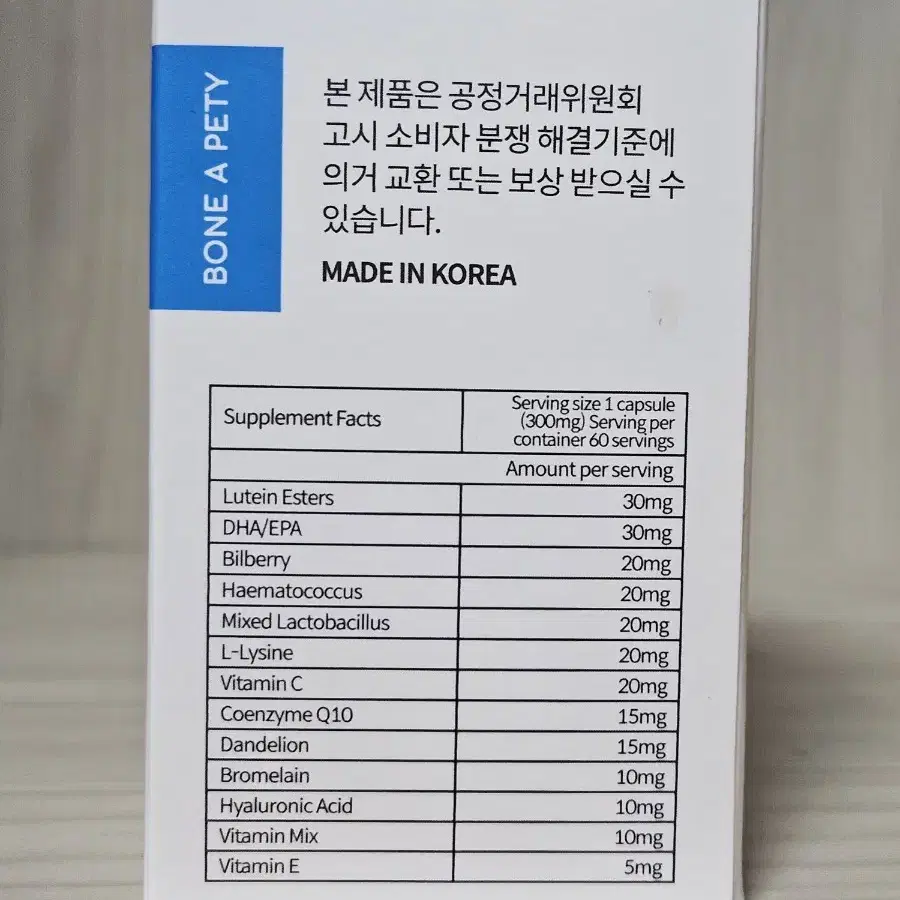 BONE A PETY
본 제품은 공정거래위원회
고시 소비자 분쟁 해결기준에
의거 교환 또는 보상 받으실 수
있습니다.
MADE IN KOREA
Supplement Facts
Serving size 1 capsule
(300mg) Serving per
container 60 servings
Amount per serving
Lutein Esters 30mg
DHA/EPA 30mg
Bilberry 20mg
Haematococcus 20mg
Mixed Lactobacillus 20mg
L-Lysine 20mg
Vitamin C 20mg
Coenzyme Q10 15mg
Dandelion 15mg
Bromelain 10mg
Hyaluronic Acid 10mg
Vitamin Mix 10mg
Vitamin E 5mg